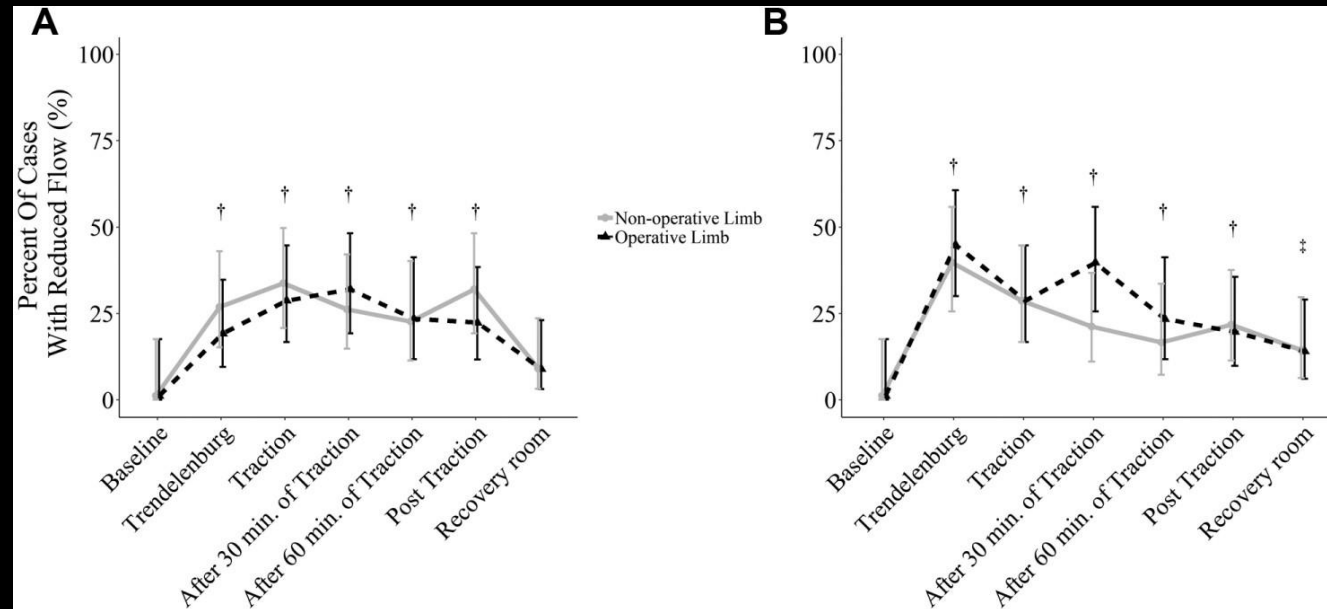 A
Percent Of Cases
With Reduced Flow (%)
100
75
50
25
0
†
†
†
†
†
Baseline
Trendelenburg
Traction
After 30 min. of Traction
After 60 min. of Traction
Post Traction
Recovery room
Non-operative Limb
Operative Limb
B
100
75
50
25
0
†
†
†
†
†
‡
Baseline
Trendelenburg
Traction
After 30 min. of Traction
After 60 min. of Traction
Post Traction
Recovery room